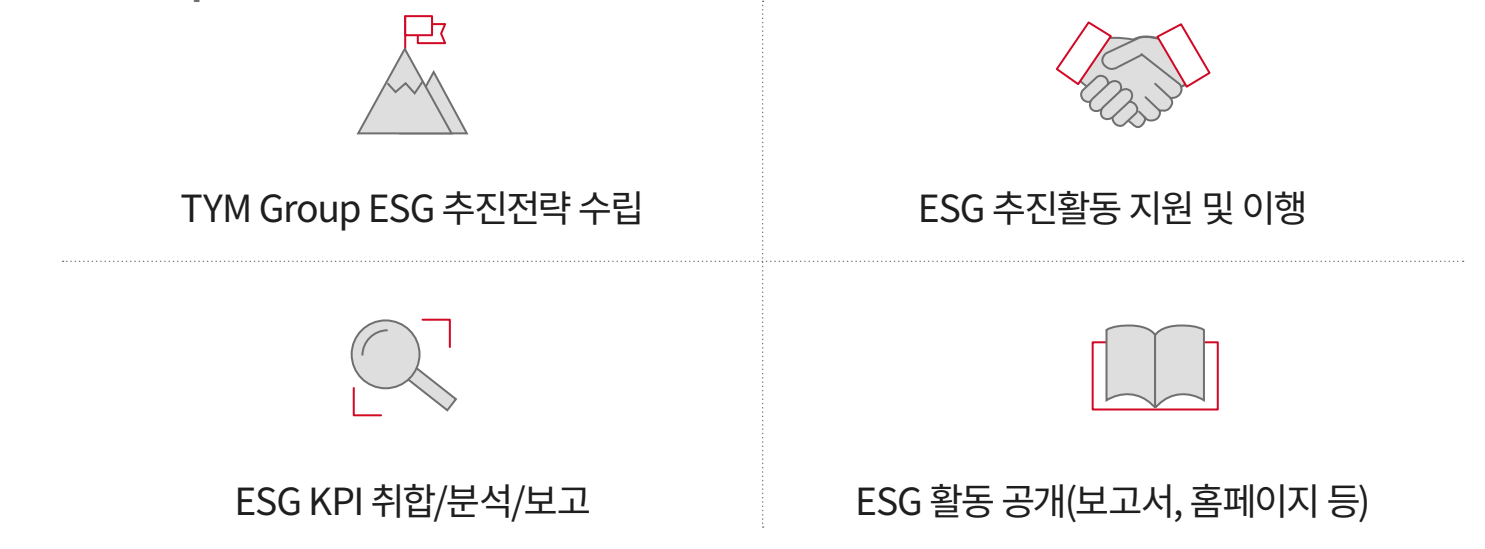 TYM Group ESG 추진전략 수립
ESG 추진활동 지원 및 이행
ESG KPI 취합/분석/보고
ESG 활동 공개(보고서, 홈페이지 등)